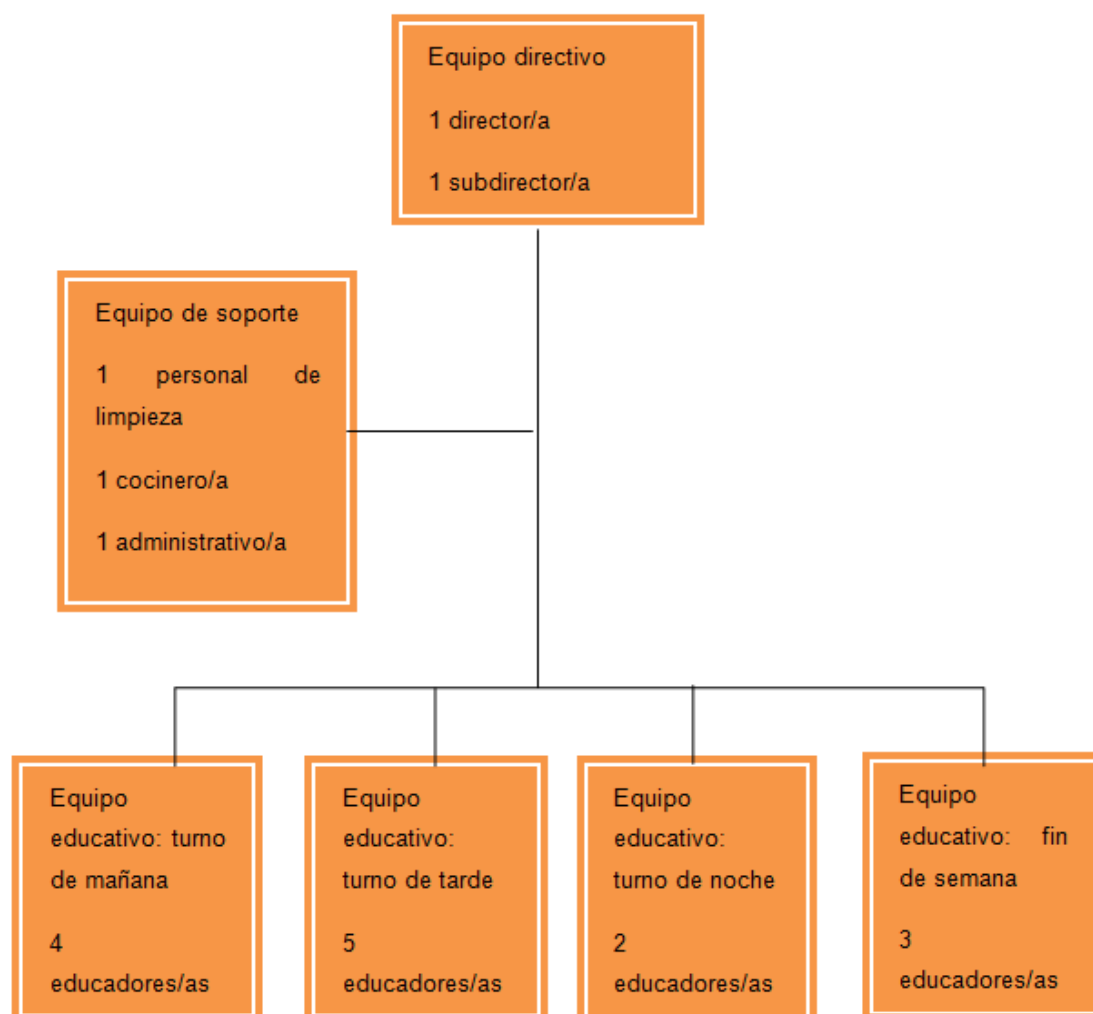 Equipo directivo
1 director/a
1 subdirector/a
Equipo de soporte
1 personal de
limpieza
1 cocinero/a
1 administrativo/a
Equipo
educativo: turno
de mañana
4
educadores/as
Equipo
educativo:
turno de tarde
5
educadores/as
Equipo
educativo:
turno de noche
2
educadores/as
Equipo
educativo: fin
de semana
3
educadores/as